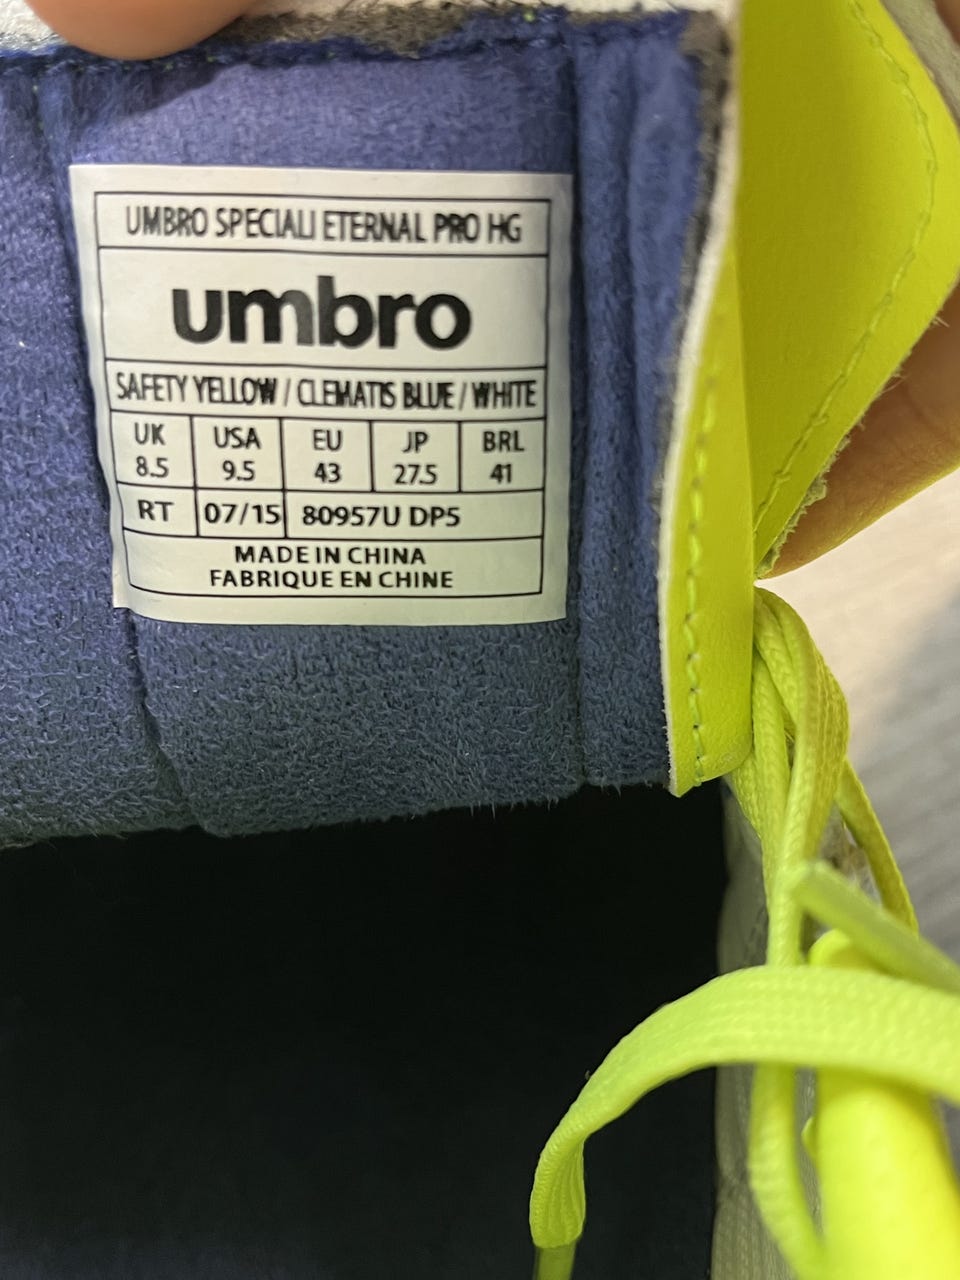 UMBRO SPECIALI ETERNAL PRO HG
umbro
SAFETY YELLOW / CLEMATIS BLUE / WHITE
UK USA EU JP BRL
8.5 9.5 43 27.5 41
RT 07/15 80957U DP5
MADE IN CHINA
FABRIQUE EN CHINE